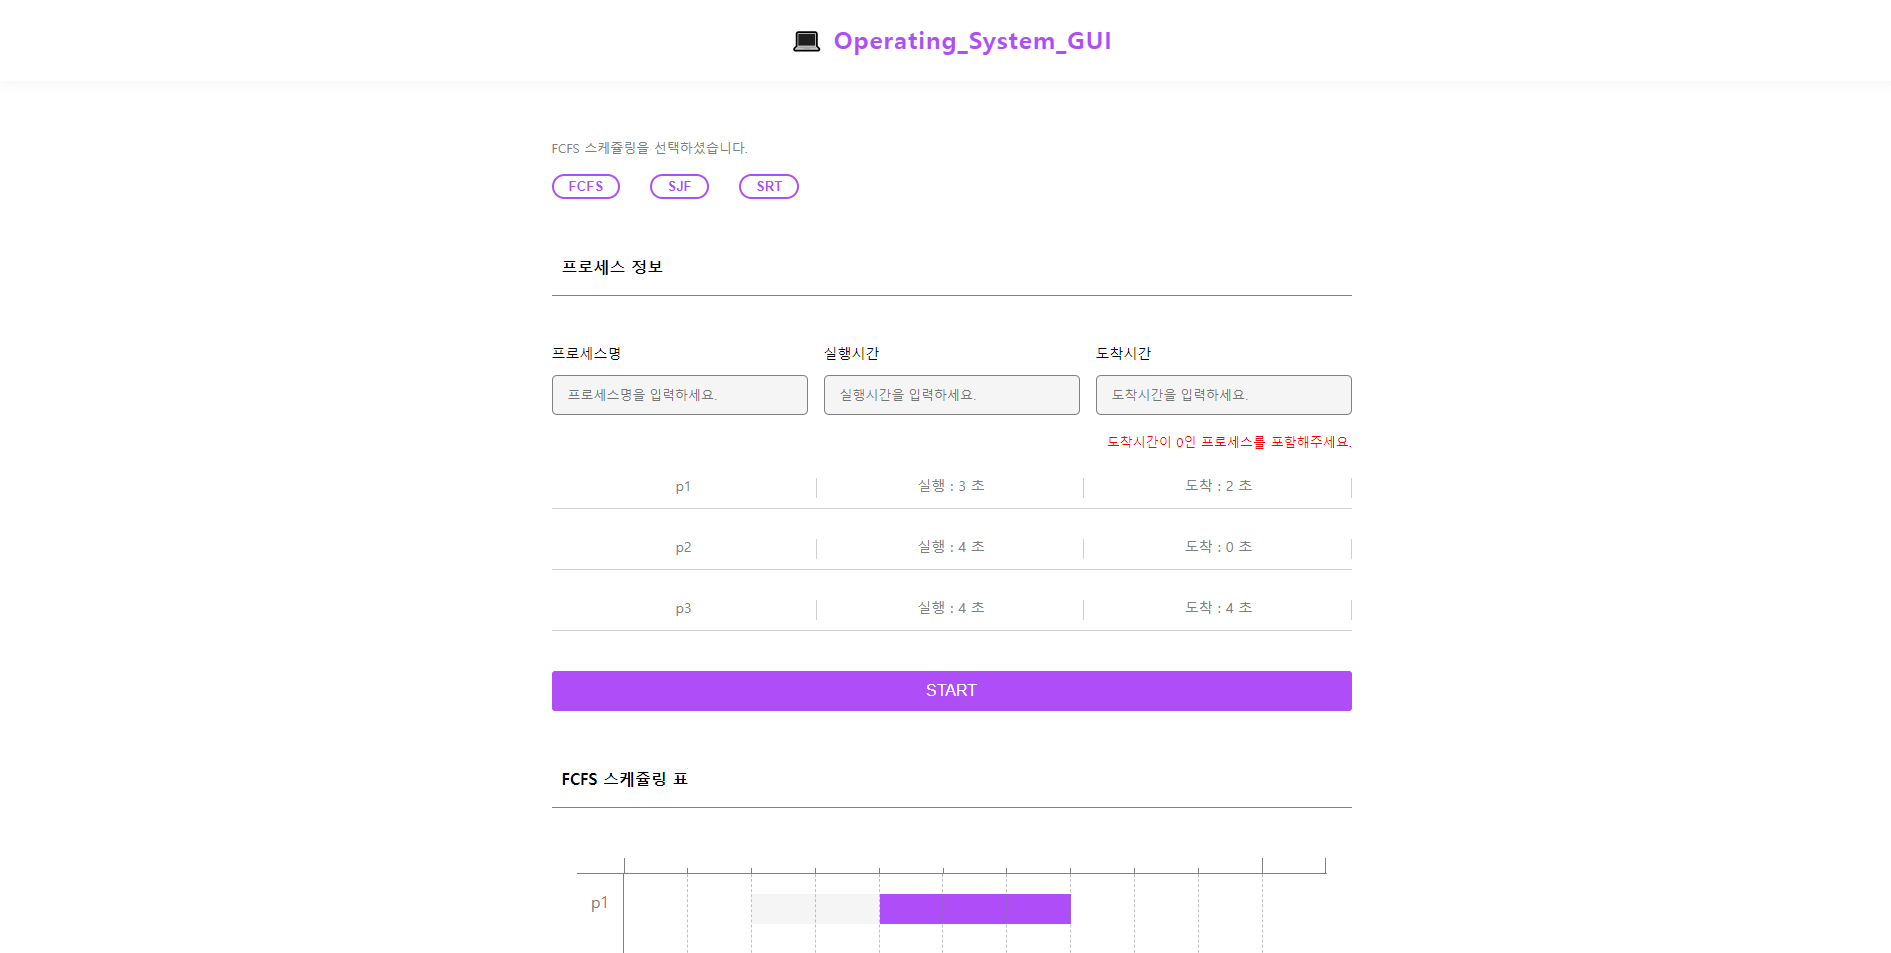 Operating_System_GUI
FCFS 스케쥴링을 선택하셨습니다.
FCFS SJF SRT
프로세스 정보
프로세스명 실행시간 도착시간
프로세스명을 입력하세요. 실행시간을 입력하세요. 도착시간을 입력하세요.
도착시간이 0인 프로세스를 포함해주세요.
p1 실행 : 3 초 도착 : 2 초
p2 실행 : 4 초 도착 : 0 초
p3 실행 : 4 초 도착 : 4 초
START
FCFS 스케쥴링 표
p1